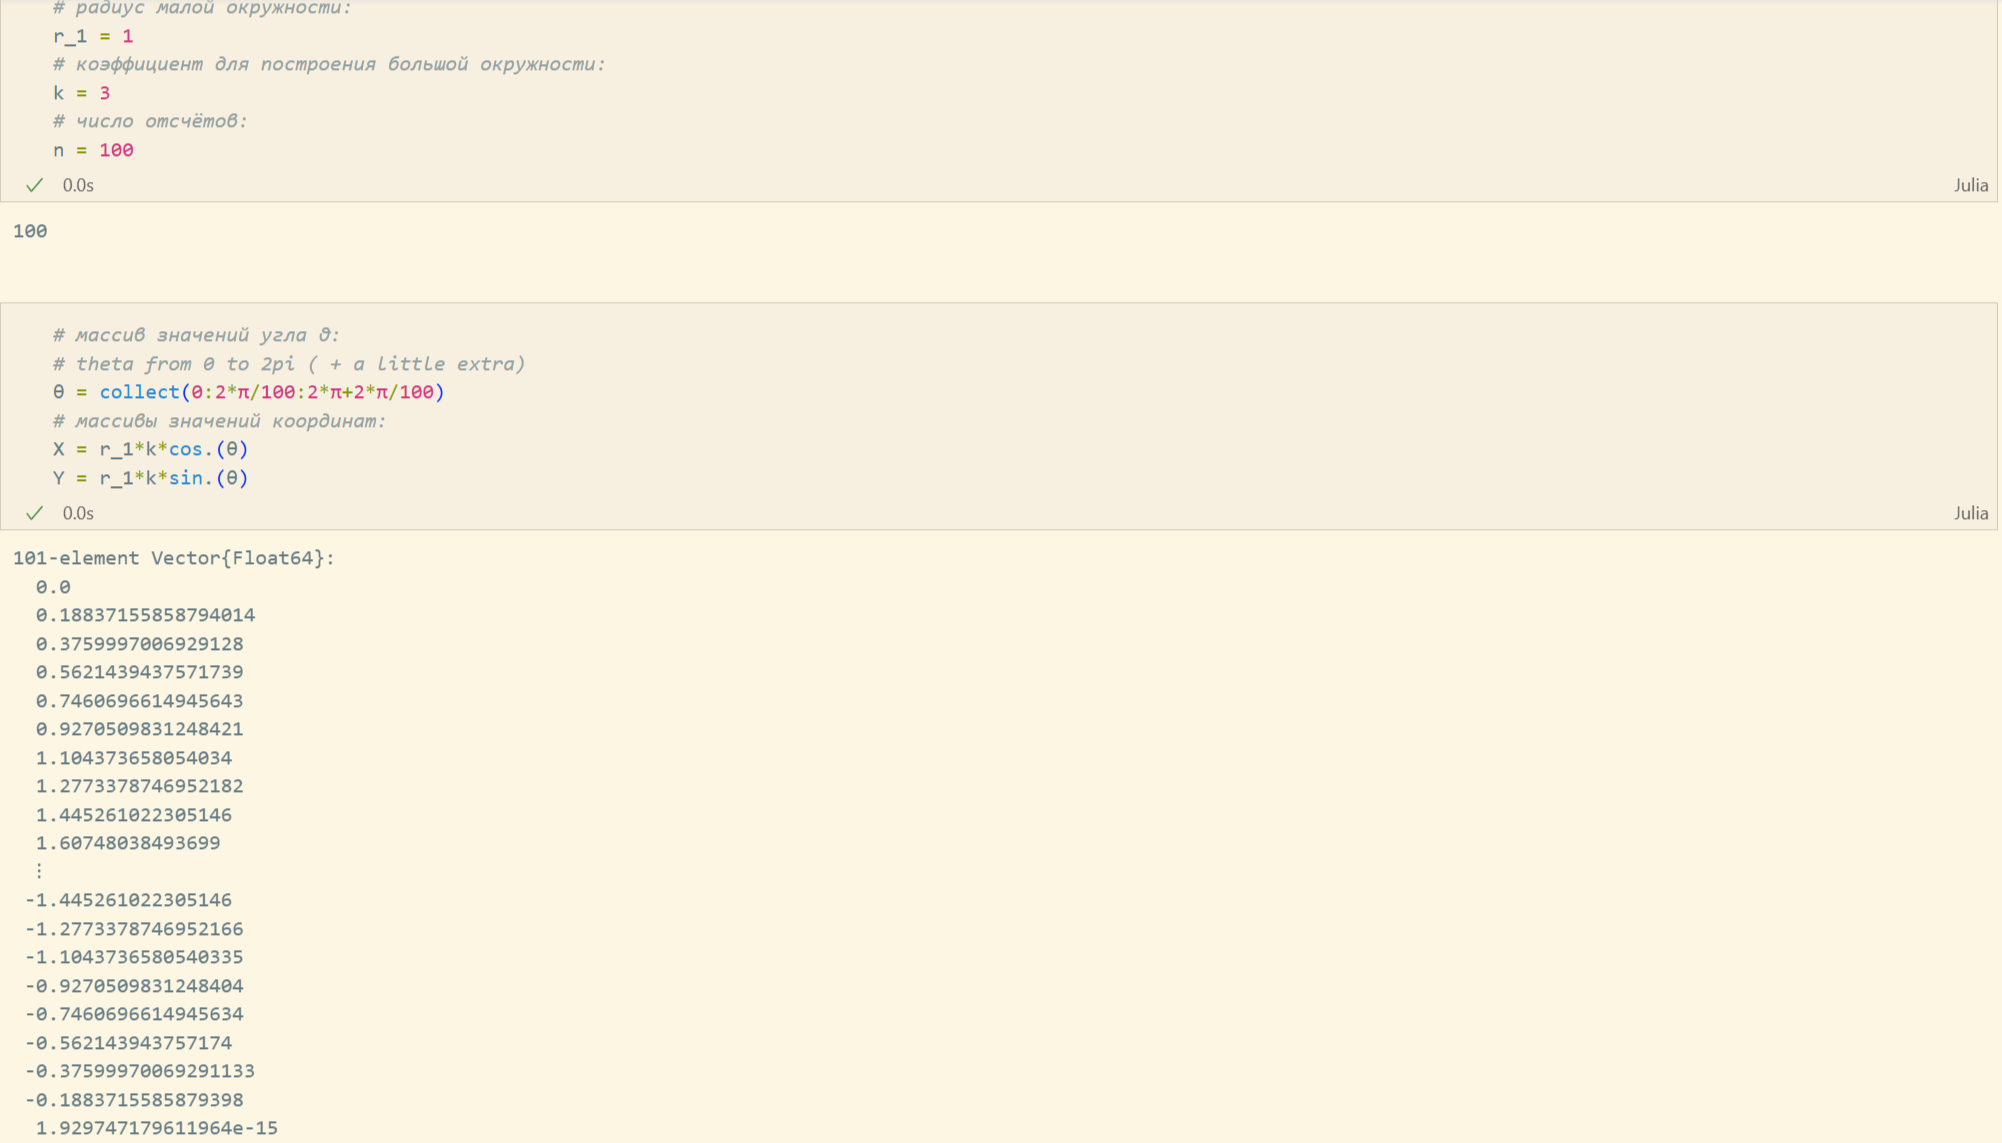 # радиус малой окружности:
r_1 = 1
# коэффициент для построения большой окружности:
k = 3
# число отсчётов:
n = 100
0.0s
Julia
100
# массив значений угла θ:
# theta from 0 to 2pi ( + a little extra)
θ = collect(0:2*π/100:2*π+2*π/100)
# массивы значений координат:
X = r_1*k*cos.(θ)
Y = r_1*k*sin.(θ)
0.0s
Julia
101-element Vector{Float64}:
0.0
0.18837155858794014
0.3759997006929128
0.5621439437571739
0.7460696614945643
0.9270509831248421
1.104373658054034
1.2773378746952182
1.445261022305146
1.60748038493699
⋮
-1.445261022305146
-1.2773378746952166
-1.1043736580540335
-0.9270509831248404
-0.7460696614945634
-0.562143943757174
-0.37599970069291133
-0.1883715585879398
1.929747179611964e-15